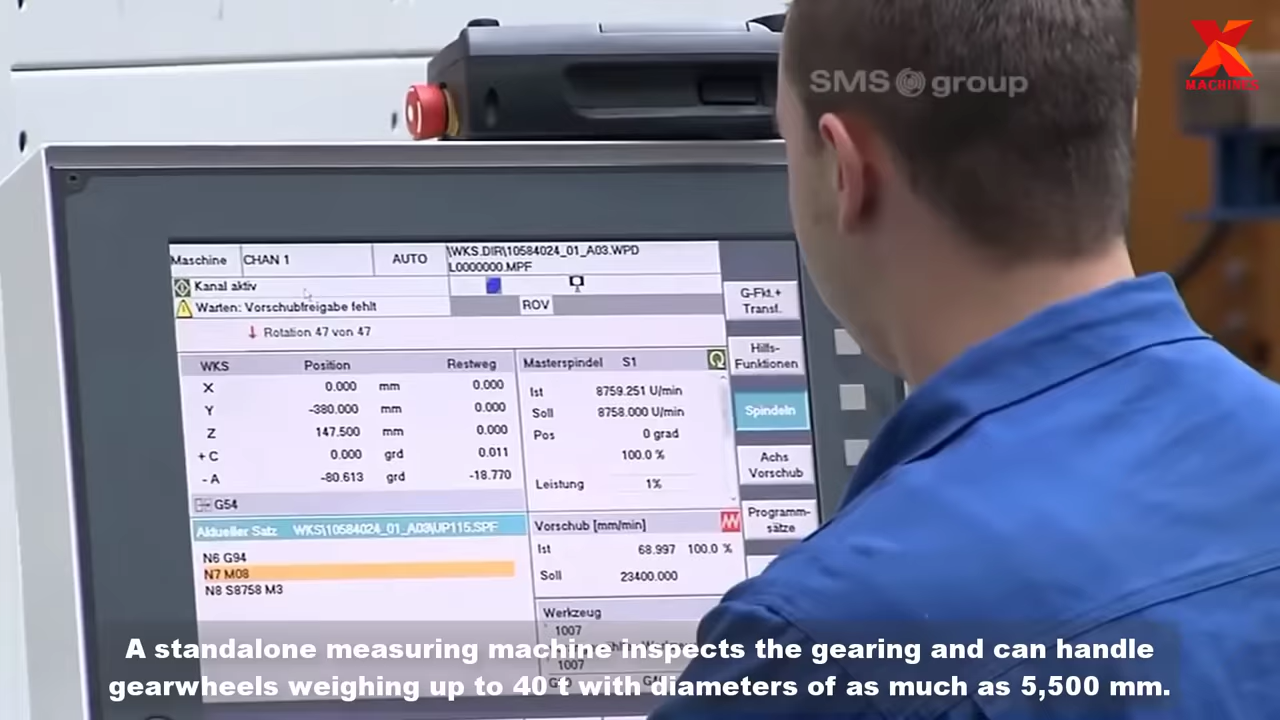 SMS group
X
MACHINES
Maschine CHAN 1 AUTO \WKS.DIR\10584024_01_A03.WPD
L0000000.MPF
Kanal aktiv
Warten: Vorschubfreigabe fehlt ROV
Rotation 47 von 47
G-Fkt.+
Transf.
Hilfs-
Funktionen
Spindeln
Achs
Vorschub
Programm-
sätze
WKS Position Restweg
X 0.000 mm 0.000
Y -380.000 mm 0.000
Z 147.500 mm 0.000
+ C 0.000 grd 0.011
- A -80.613 grd -18.770
G54
Masterspindel S1
Ist 8759.251 U/min
Soll 8758.000 U/min
Pos 0 grad
100.0 %
Leistung 1%
Aktueller Satz WKS\10584024_01_A03\UP115.SPF
N6 G94
N7 M08
N8 S8758 M3
Vorschub [mm/min]
Ist 68.997 100.0 %
Soll 23400.000
Werkzeug
1007
1007
A standalone measuring machine inspects the gearing and can handle
gearwheels weighing up to 40 t with diameters of as much as 5,500 mm.